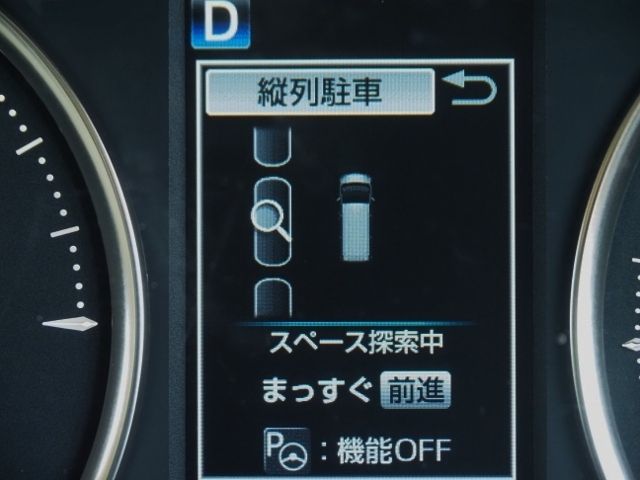 D
縦列駐車
スペース探索中
まっすぐ 前進
P : 機能OFF